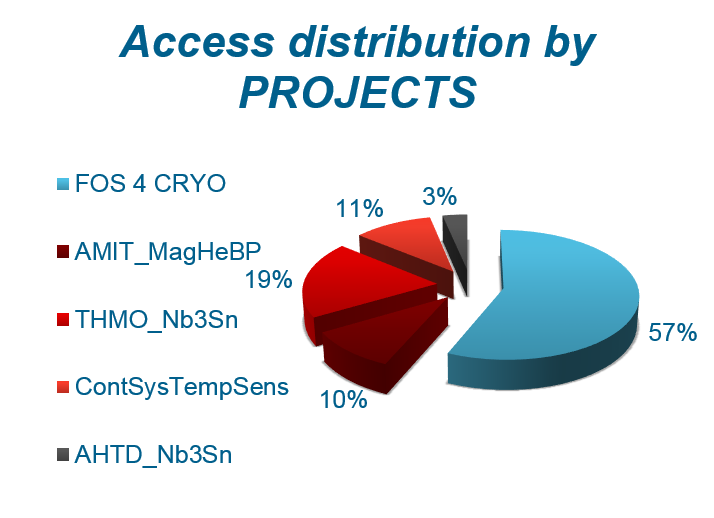 Access distribution by
PROJECTS
FOS 4 CRYO
AMIT_MagHeBP
THMO_Nb3Sn
ContSysTempSens
AHTD_Nb3Sn
3%
11%
19%
57%
10%